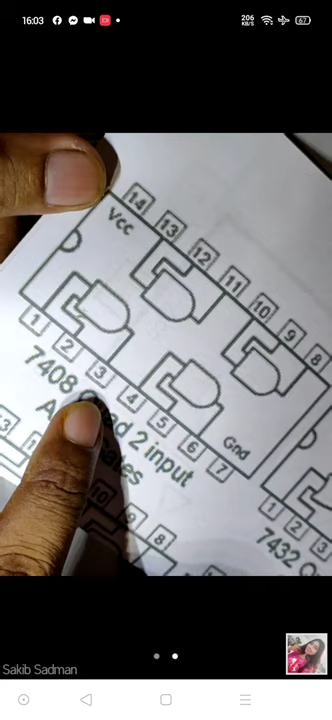 16:03
206
KB/S
67
14 13 12 11 10 9 8
Vcc
Gnd
1 2 3 4 5 6 7
7408 Quad 2 input
1 2 3
7432
10 9 8
Sakib Sadman